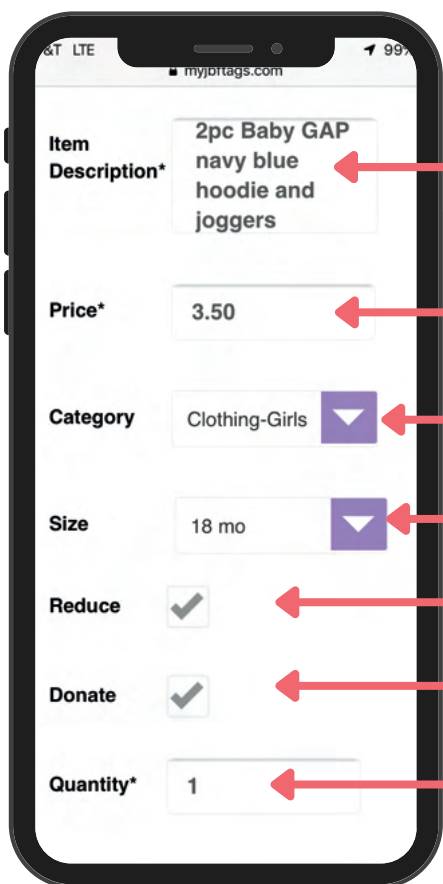 LTE
99%
myjbftags.com
Item
Description*
2pc Baby GAP
navy blue
hoodie and
joggers
Price*
3.50
Category
Clothing-Girls
Size
18 mo
Reduce
Donate
Quantity*
1